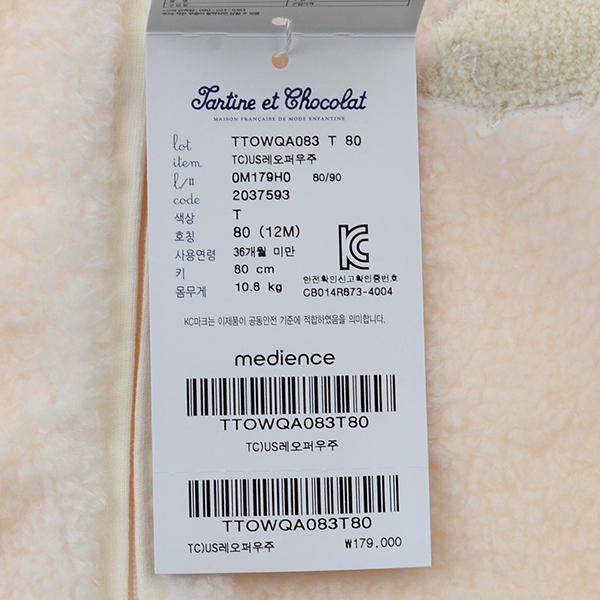 Tartine et Chocolat
MAISON FRANÇAISE DE MODE ENFANTINE
lot TTOWQA083 T 80
item TC)US레오퍼우주
l/# 0M179H0 80/90
code 2037593
색상 T
호칭 80 (12M)
사용연령 36개월 미만
키 80 cm
몸무게 10.8 kg
안전확인신고확인증번호
CB014R873-4004
KC마크는 이제품이 공통안전 기준에 적합하였음을 의미합니다.
medience
TTOWQA083T80
TC)US레오퍼우주
TTOWQA083T80
TC)US레오퍼우주 ₩179,000